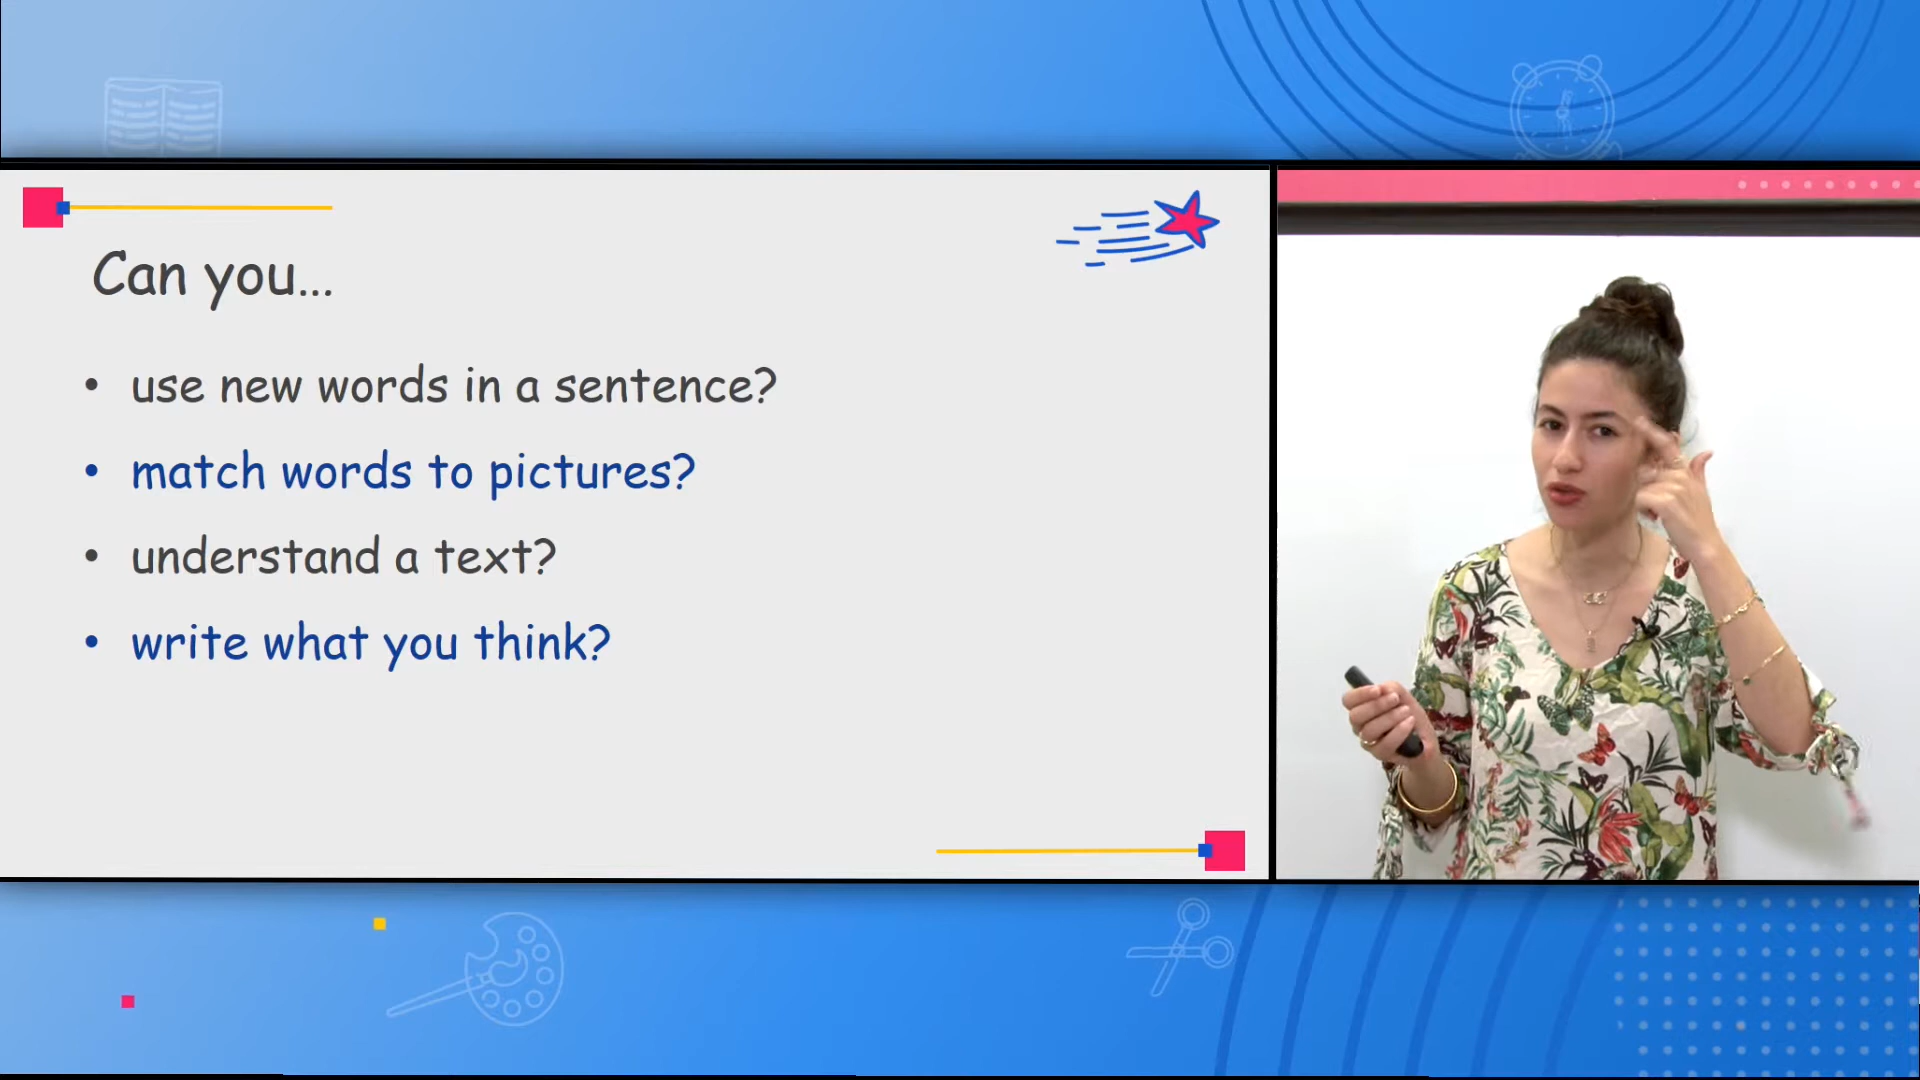 Can you...
• use new words in a sentence?
• match words to pictures?
• understand a text?
• write what you think?